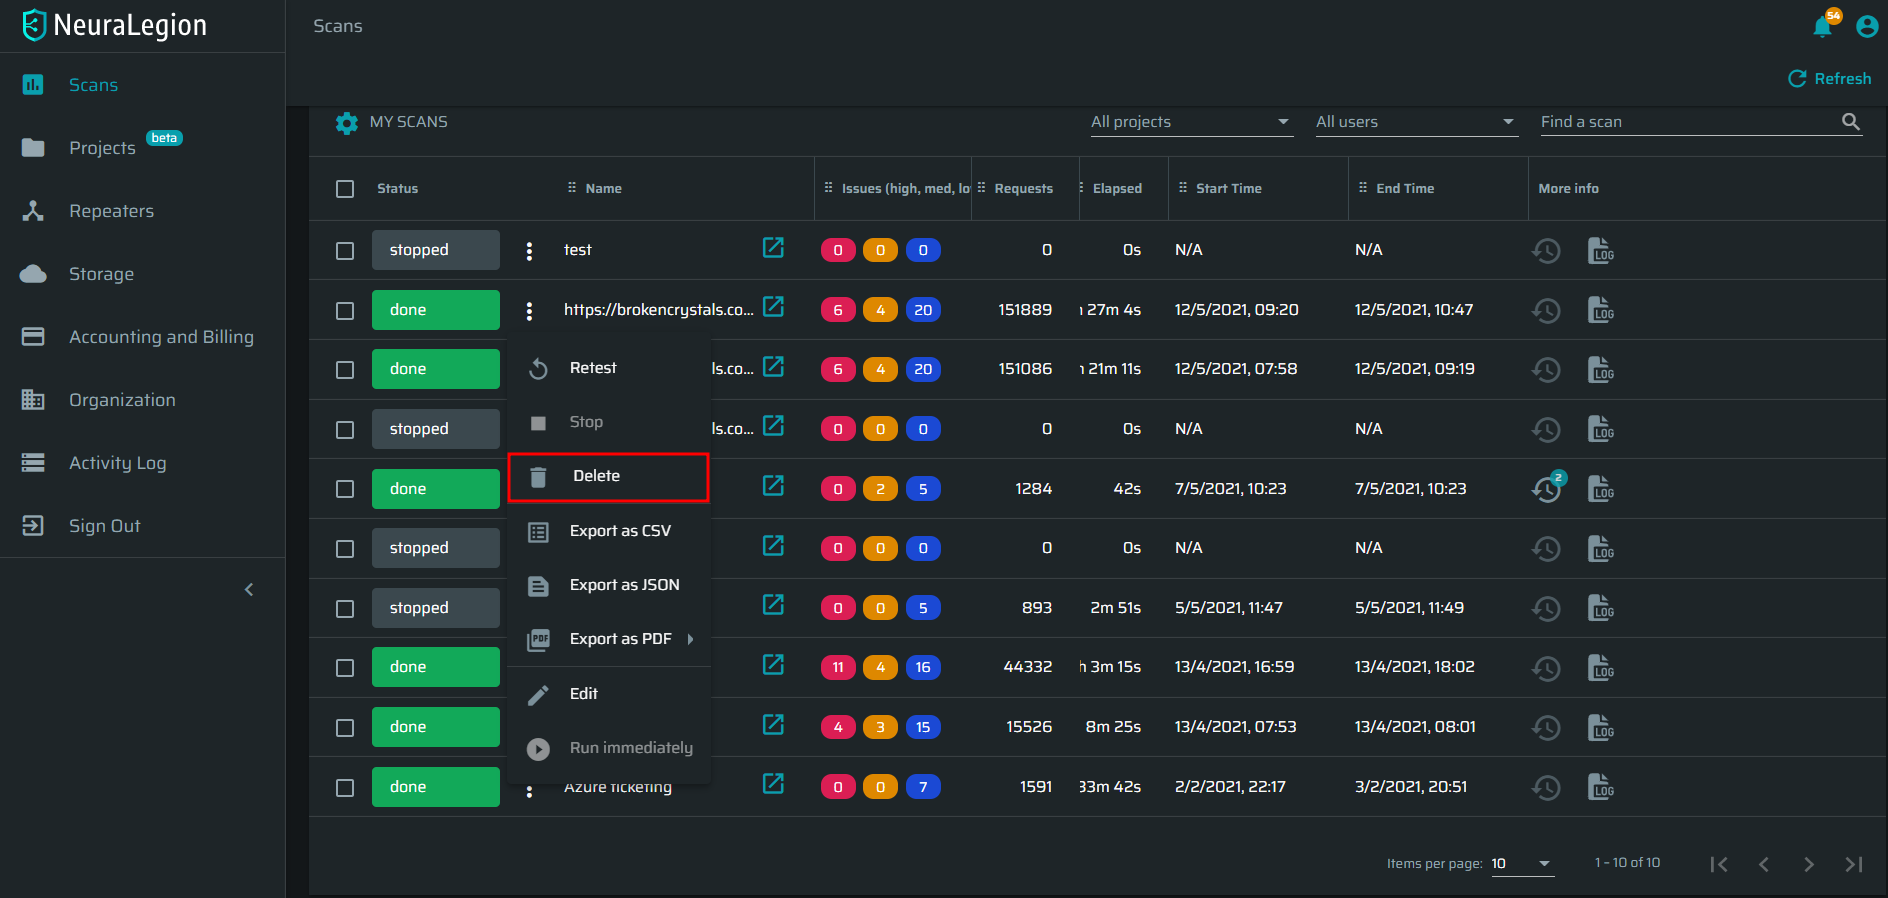 NeuraLegion
Scans
54
Refresh
Scans
Projects beta
Repeaters
Storage
Accounting and Billing
Organization
Activity Log
Sign Out
MY SCANS All projects All users Find a scan
Status Name Issues (high, med, lo Requests Elapsed Start Time End Time More info
stopped test 0 0 0 0 0s N/A N/A LOG
done https://brokencrystals.co... 6 4 20 151889 27m 4s 12/5/2021, 09:20 12/5/2021, 10:47 LOG
done ls.co... 6 4 20 151086 21m 11s 12/5/2021, 07:58 12/5/2021, 09:19 LOG
stopped ls.co... 0 0 0 0 0s N/A N/A LOG
done 0 2 5 1284 42s 7/5/2021, 10:23 7/5/2021, 10:23 2 LOG
stopped 0 0 0 0 0s N/A N/A LOG
stopped 0 0 5 893 2m 51s 5/5/2021, 11:47 5/5/2021, 11:49 LOG
done 11 4 16 44332 h 3m 15s 13/4/2021, 16:59 13/4/2021, 18:02 LOG
done 4 3 15 15526 8m 25s 13/4/2021, 07:53 13/4/2021, 08:01 LOG
done Azure ticketing 0 0 7 1591 33m 42s 2/2/2021, 22:17 3/2/2021, 20:51 LOG
Retest
Stop
Delete
Export as CSV
Export as JSON
PDF Export as PDF
Edit
Run immediately
Items per page: 10 1 – 10 of 10